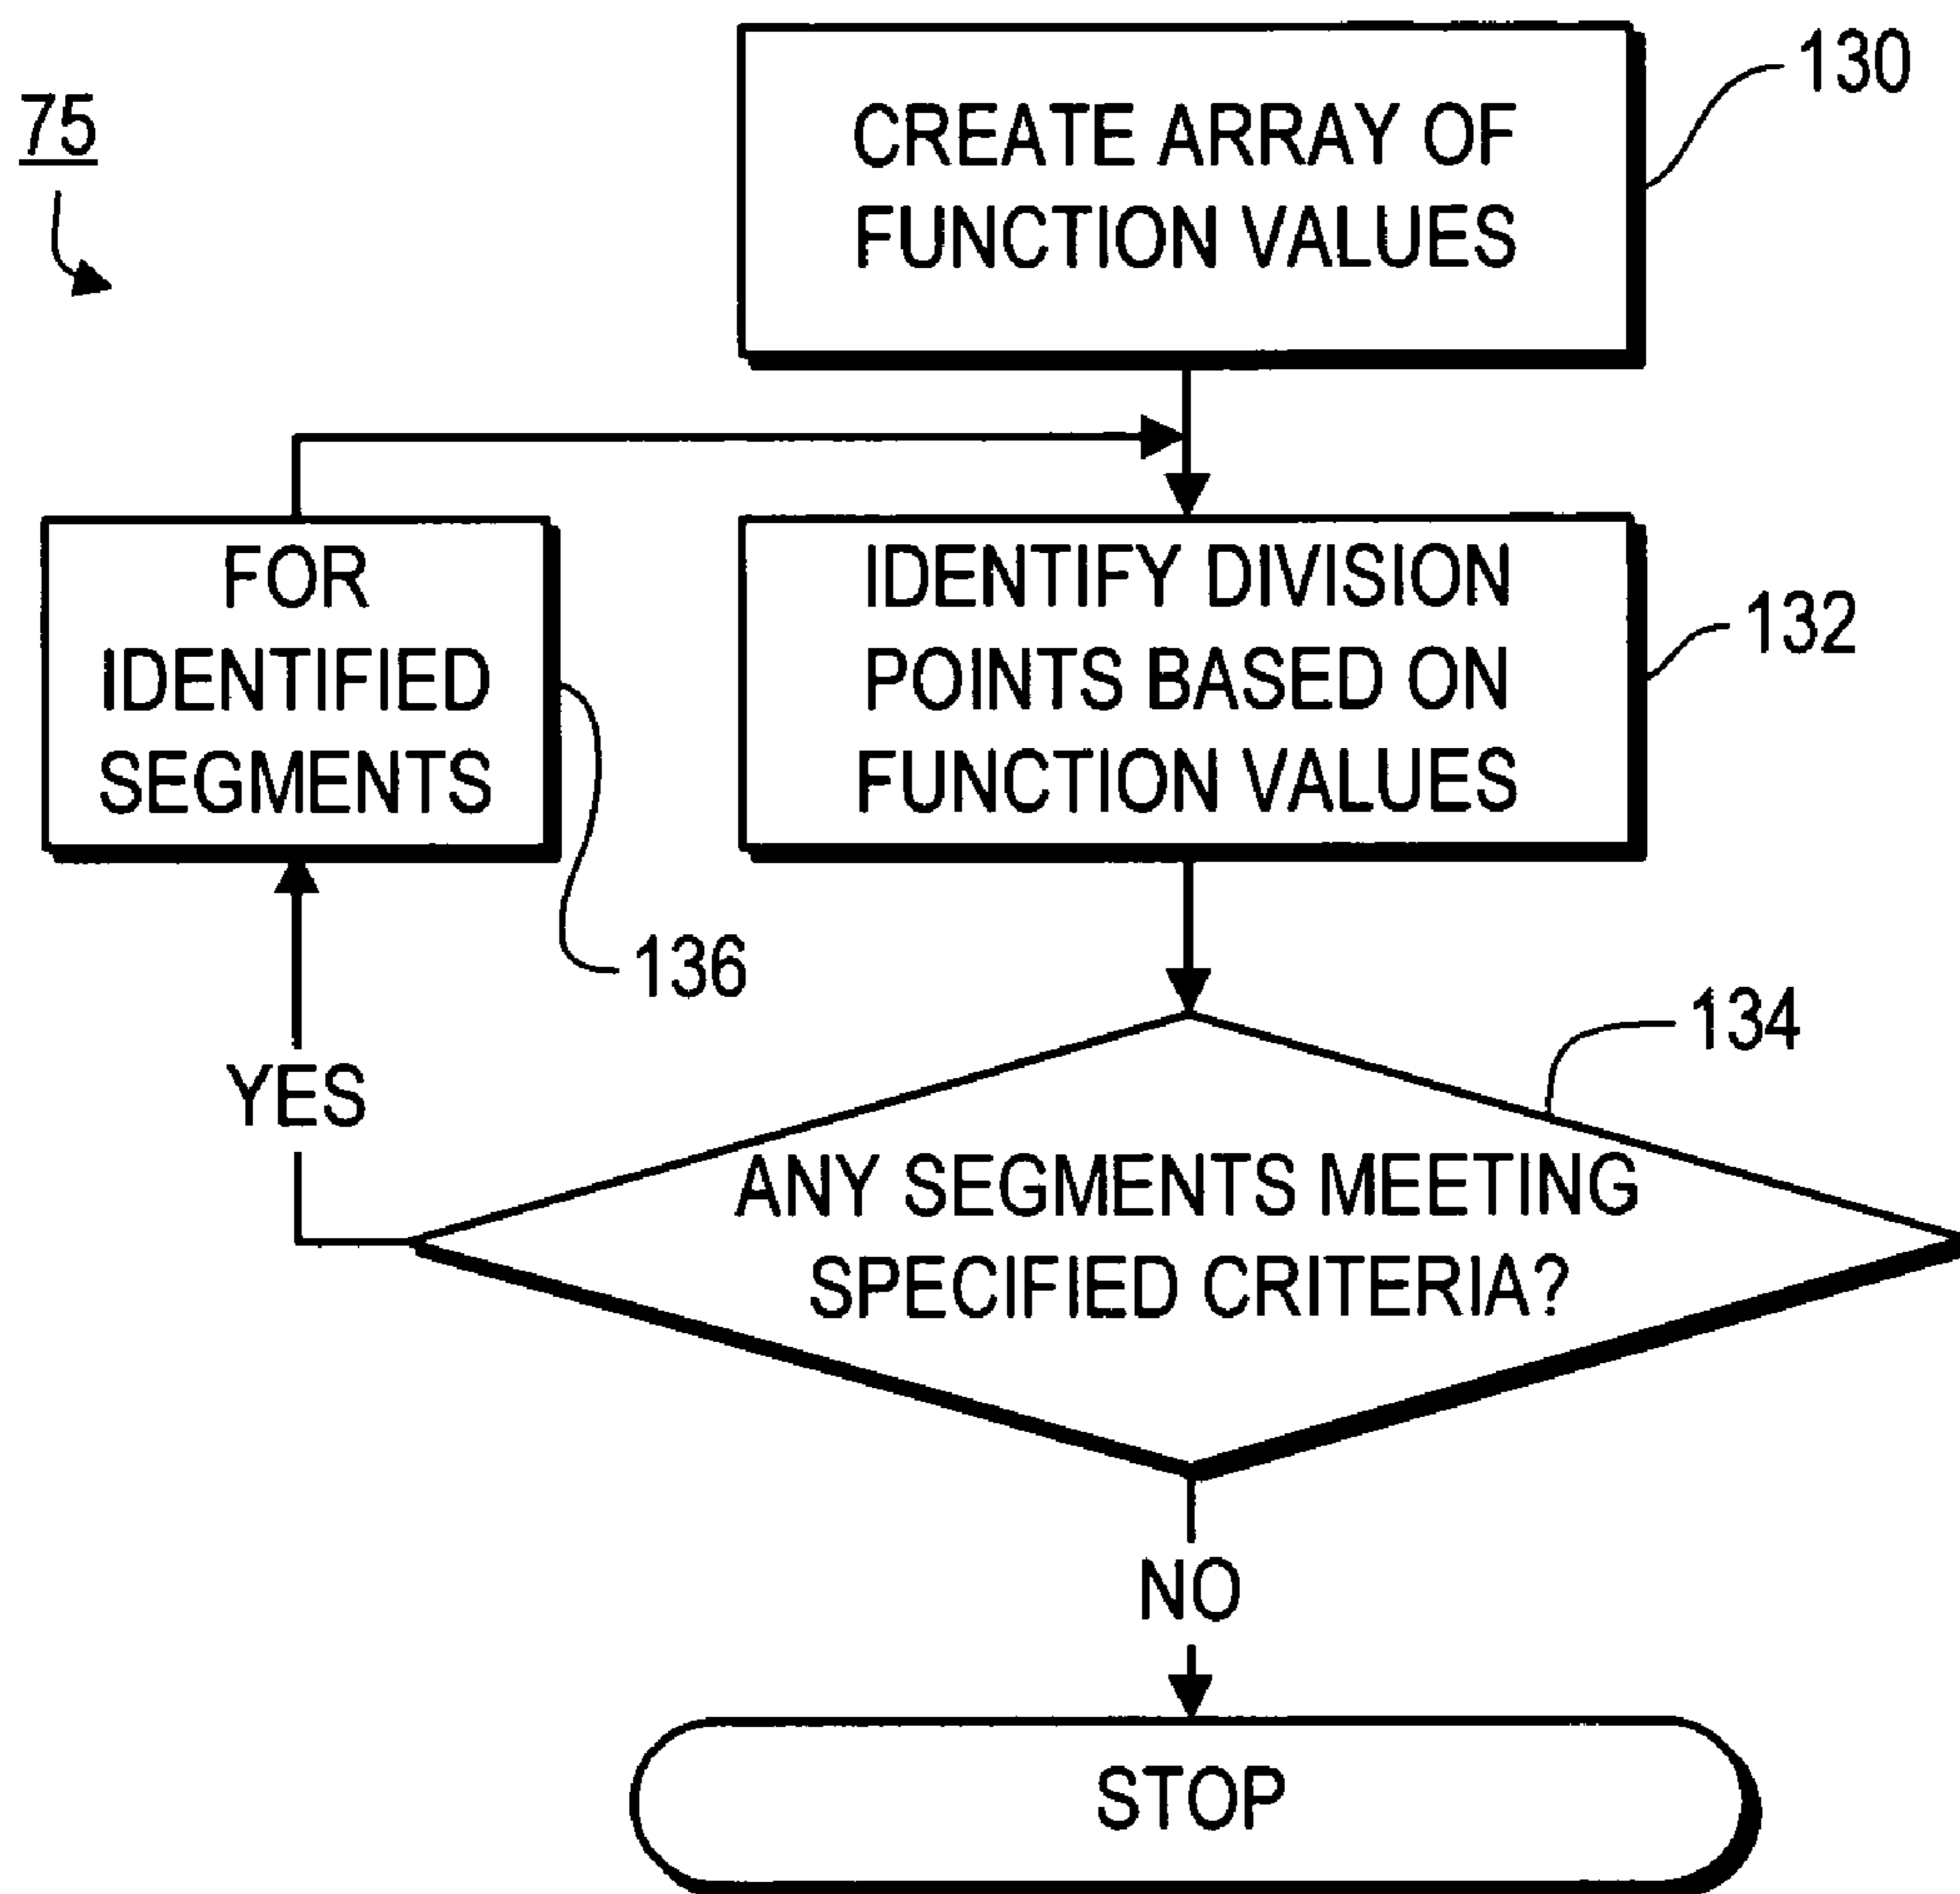 75
CREATE ARRAY OF
FUNCTION VALUES
130
FOR
IDENTIFIED
SEGMENTS
136
IDENTIFY DIVISION
POINTS BASED ON
FUNCTION VALUES
132
134
YES
ANY SEGMENTS MEETING
SPECIFIED CRITERIA?
NO
STOP